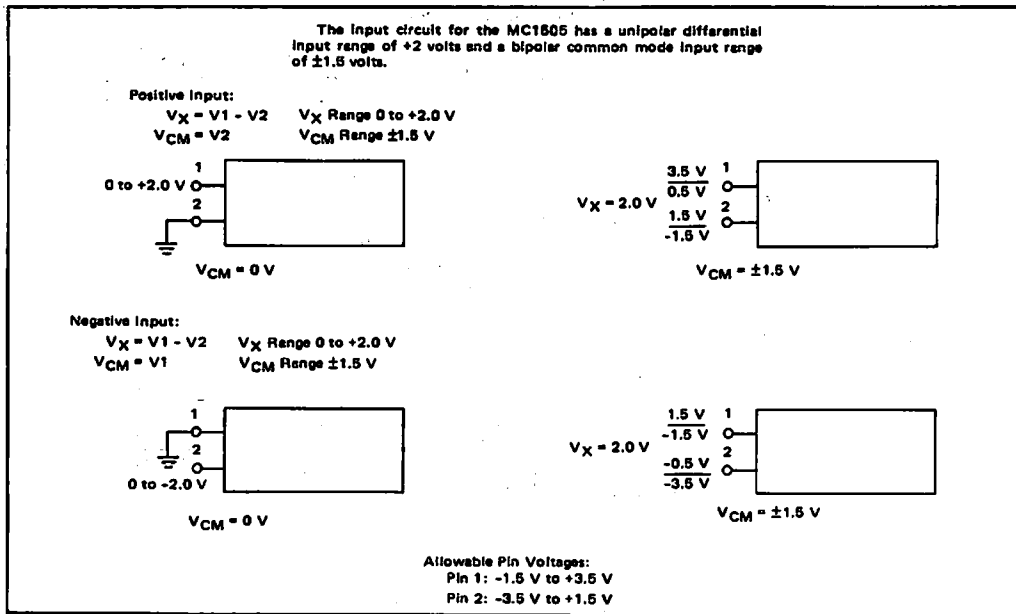 The input circuit for the MC1505 has a unipolar differential
input range of +2 volts and a bipolar common mode input range
of ±1.5 volts.
Positive Input:
VX = V1 - V2 VX Range 0 to +2.0 V
VCM = V2 VCM Range ±1.5 V
1
0 to +2.0 V
2
VCM = 0 V
3.5 V
0.5 V
1
VX = 2.0 V
1.5 V
-1.5 V
2
VCM = ±1.5 V
Negative Input:
VX = V1 - V2 VX Range 0 to +2.0 V
VCM = V1 VCM Range ±1.5 V
1
2
0 to -2.0 V
VCM = 0 V
1.5 V
-1.5 V
1
VX = 2.0 V
-0.5 V
-3.5 V
2
VCM = ±1.5 V
Allowable Pin Voltages:
Pin 1: -1.5 V to +3.5 V
Pin 2: -3.5 V to +1.5 V